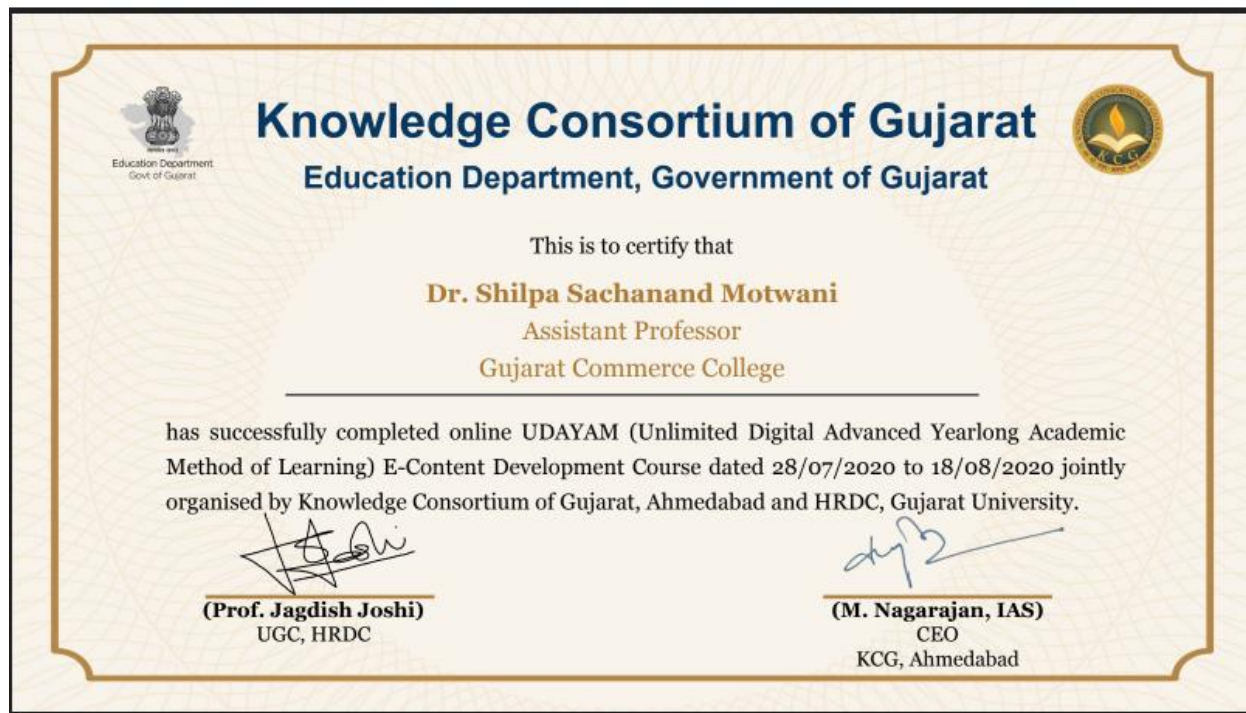 Knowledge Consortium of Gujarat
Education Department, Government of Gujarat
Education Department
Govt of Gujarat
KCG
This is to certify that
Dr. Shilpa Sachanand Motwani
Assistant Professor
Gujarat Commerce College
has successfully completed online UDAYAM (Unlimited Digital Advanced Yearlong Academic
Method of Learning) E-Content Development Course dated 28/07/2020 to 18/08/2020 jointly
organised by Knowledge Consortium of Gujarat, Ahmedabad and HRDC, Gujarat University.
(Prof. Jagdish Joshi)
UGC, HRDC
(M. Nagarajan, IAS)
CEO
KCG, Ahmedabad